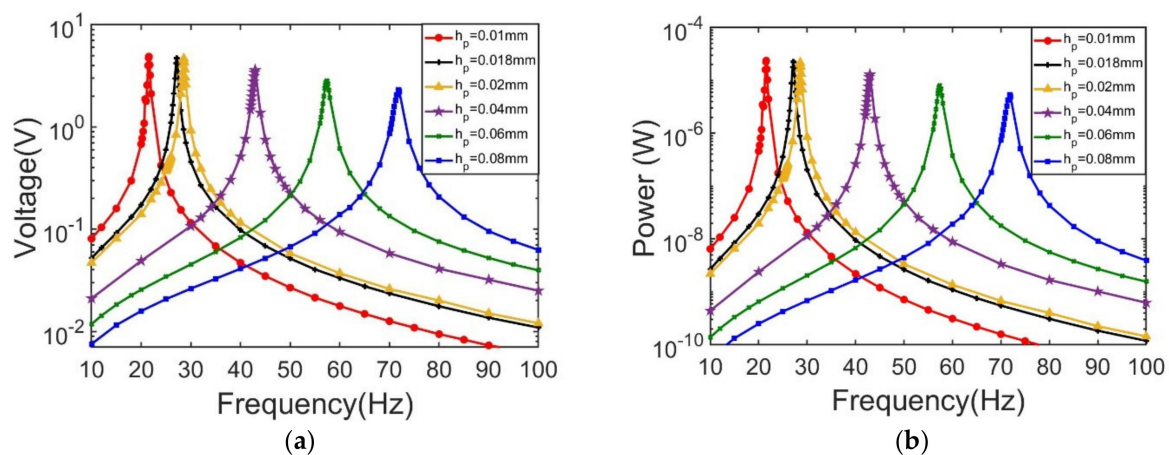 Voltage(V)
10^1
10^0
10^-1
10^-2
h_p=0.01mm
h_p=0.018mm
h_p=0.02mm
h_p=0.04mm
h_p=0.06mm
h_p=0.08mm
10 20 30 40 50 60 70 80 90 100
Frequency(Hz)
(a)
Power (W)
10^-4
10^-6
10^-8
10^-10
h_p=0.01mm
h_p=0.018mm
h_p=0.02mm
h_p=0.04mm
h_p=0.06mm
h_p=0.08mm
10 20 30 40 50 60 70 80 90 100
Frequency(Hz)
(b)